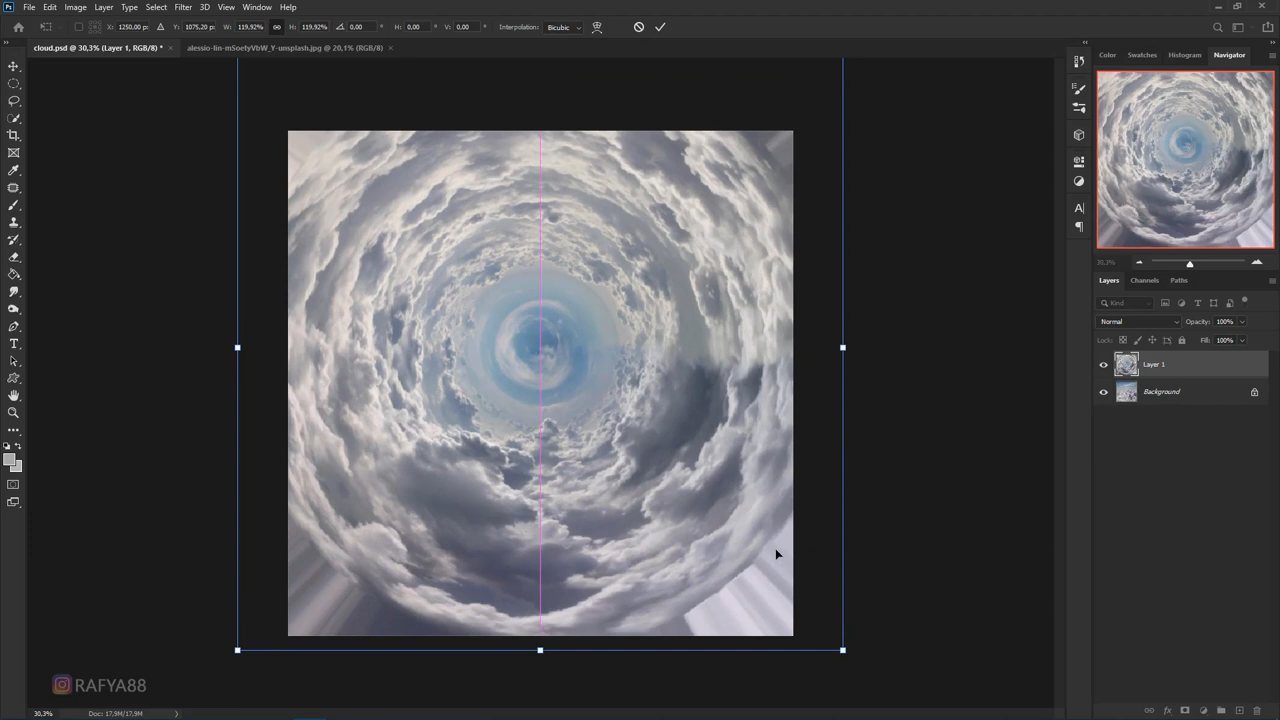 Ps File Edit Image Layer Type Select Filter 3D View Window Help
X: 1250,00 px Y: 1075,20 px W: 119,92% H: 119,92% 0,00 ° H: 0,00 ° V: 0,00 ° Interpolation: Bicubic
cloud.psd @ 30,3% (Layer 1, RGB/8) * × alessio-lin-mSoetyVbW_Y-unsplash.jpg @ 20,1% (RGB/8) ×
Color Swatches Histogram Navigator
30,3%
Layers Channels Paths
Kind
Normal Opacity: 100%
Lock: Fill: 100%
Layer 1
Background
RAFYA88
30,3% Doc: 17,9M/17,9M